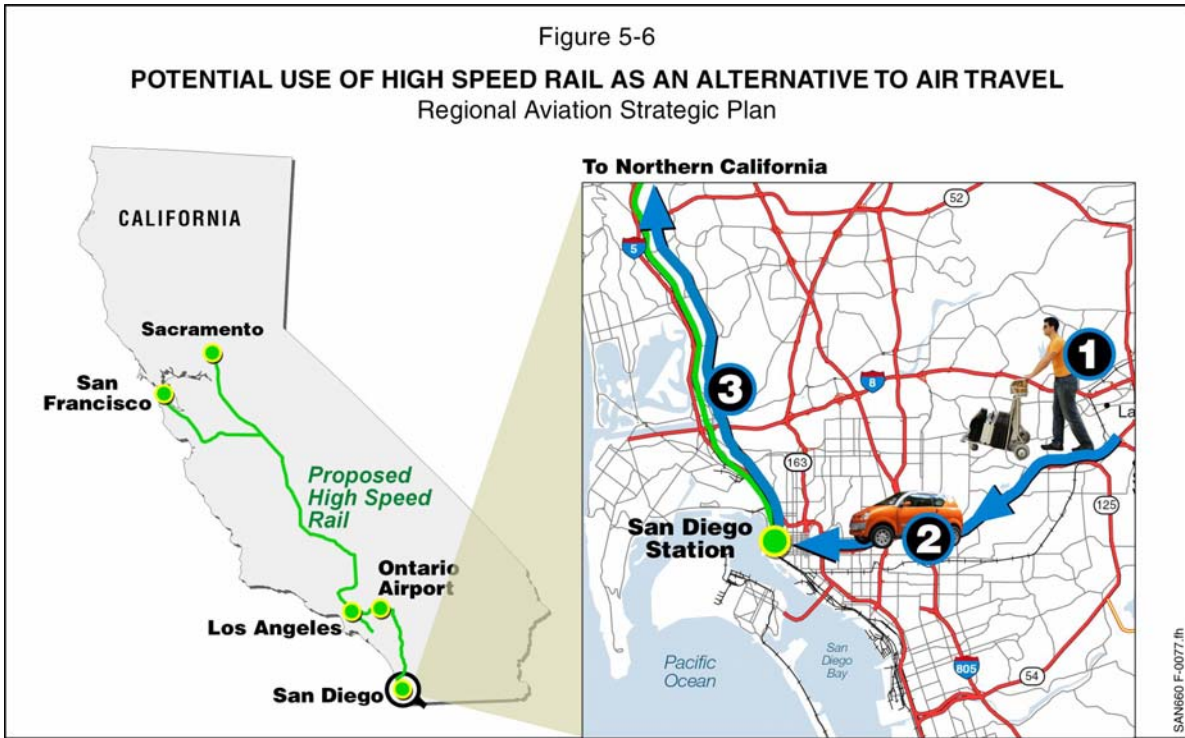 Figure 5-6
POTENTIAL USE OF HIGH SPEED RAIL AS AN ALTERNATIVE TO AIR TRAVEL
Regional Aviation Strategic Plan
CALIFORNIA
Sacramento
San
Francisco
Proposed
High Speed
Rail
Ontario
Airport
Los Angeles
San Diego
To Northern California
52
5
1
3
8
La
163
125
San Diego
Station
2
Pacific
Ocean
San
Diego
Bay
805
54
SAN660 F-0077.fh